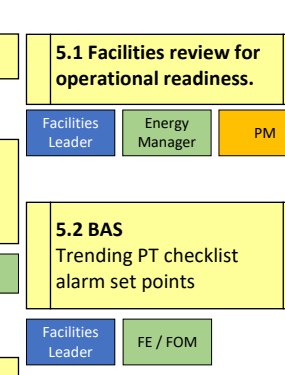 5.1 Facilities review for
operational readiness.
Facilities
Leader
Energy
Manager
PM
5.2 BAS
Trending PT checklist
alarm set points
Facilities
Leader
FE / FOM